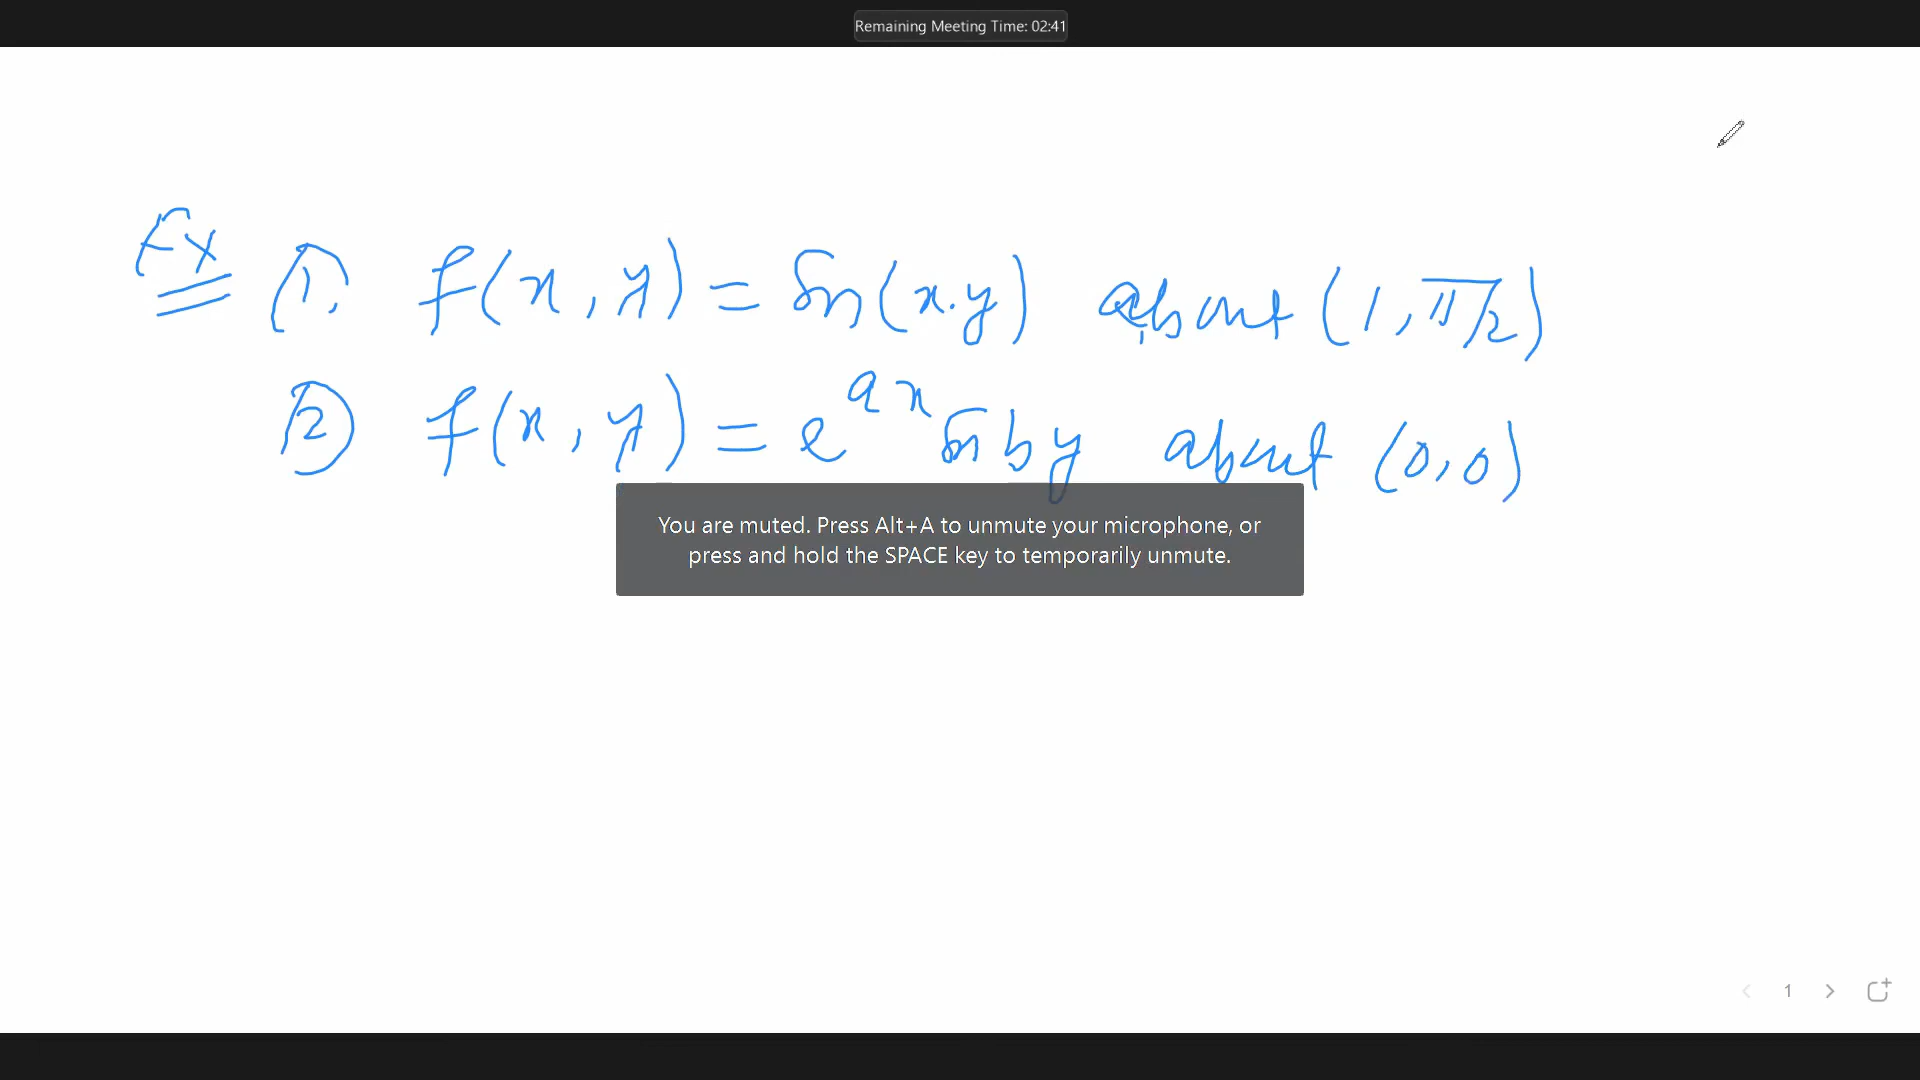 Remaining Meeting Time: 02:41
Ex 1. f(x,y) = Sin(x.y) about (1, π/2)
2 f(x,y) = e^ax Sin by about (0,0)
You are muted. Press Alt+A to unmute your microphone, or
press and hold the SPACE key to temporarily unmute.
1